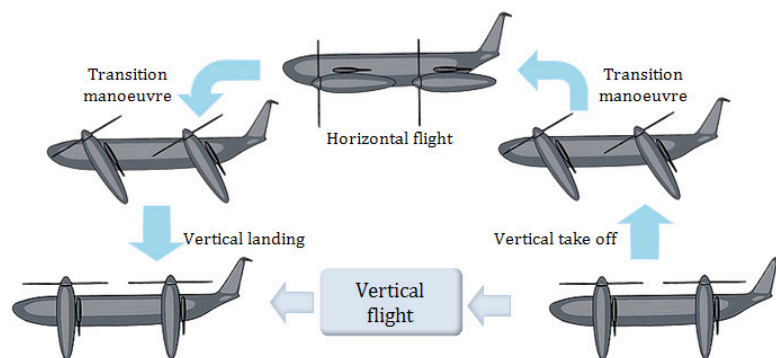 Transition
manoeuvre
Transition
manoeuvre
Horizontal flight
Vertical landing
Vertical take off
Vertical
flight